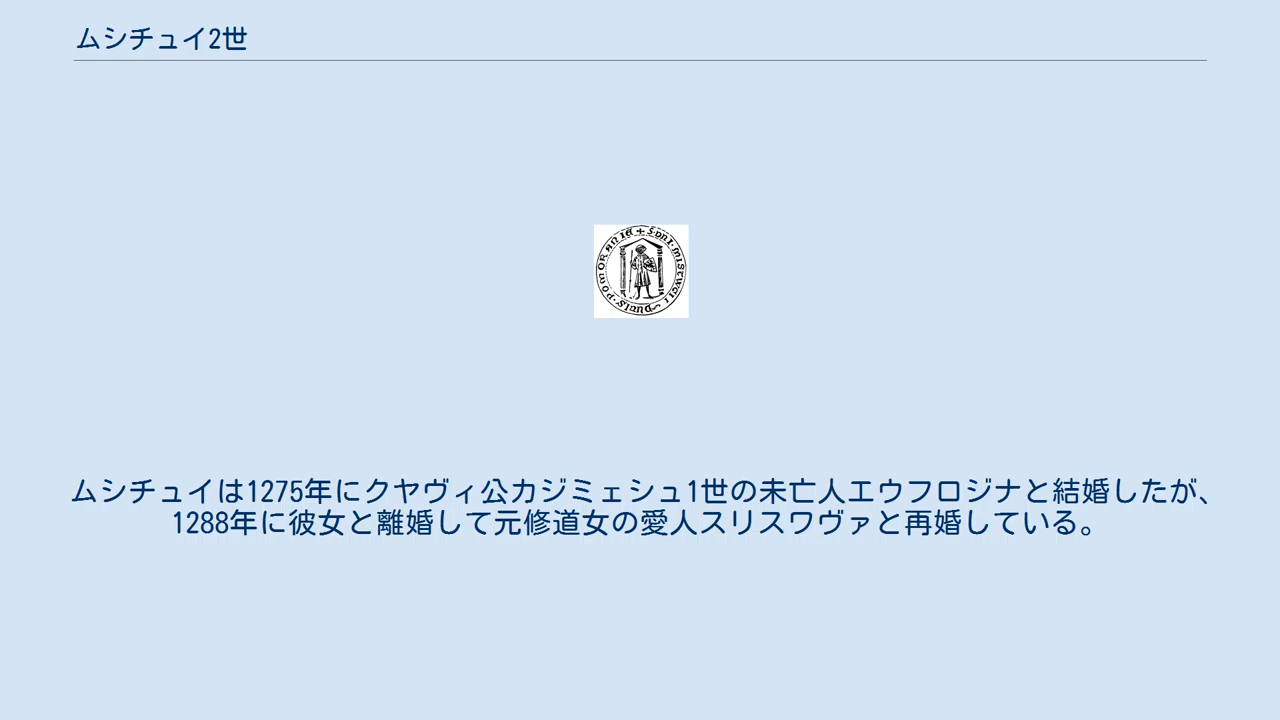 ムシチュイ2世
ムシチュイは1275年にクヤヴィ公カジミェシュ1世の未亡人エウフロジナと結婚したが、
1288年に彼女と離婚して元修道女の愛人スリスワヴァと再婚している。